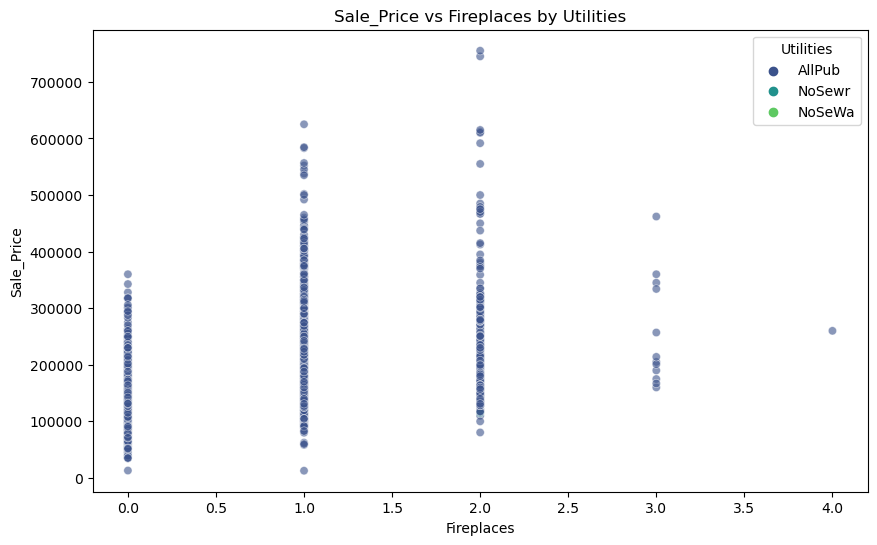 Sale_Price vs Fireplaces by Utilities
Utilities
AllPub
NoSewr
NoSeWa
700000
600000
500000
400000
300000
200000
100000
0
Sale_Price
0.0 0.5 1.0 1.5 2.0 2.5 3.0 3.5 4.0
Fireplaces